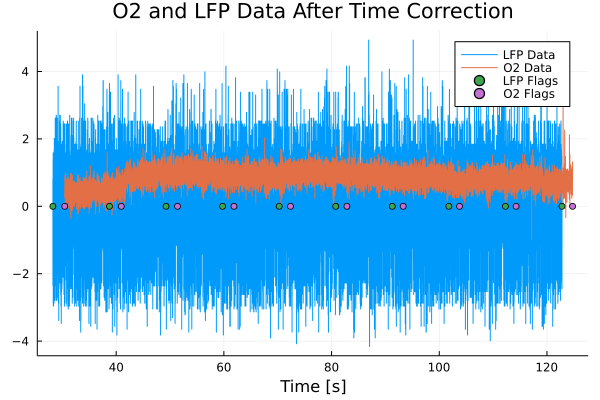 O2 and LFP Data After Time Correction
LFP Data
O2 Data
LFP Flags
O2 Flags
4
2
0
−2
−4
40
60
80
100
120
Time [s]